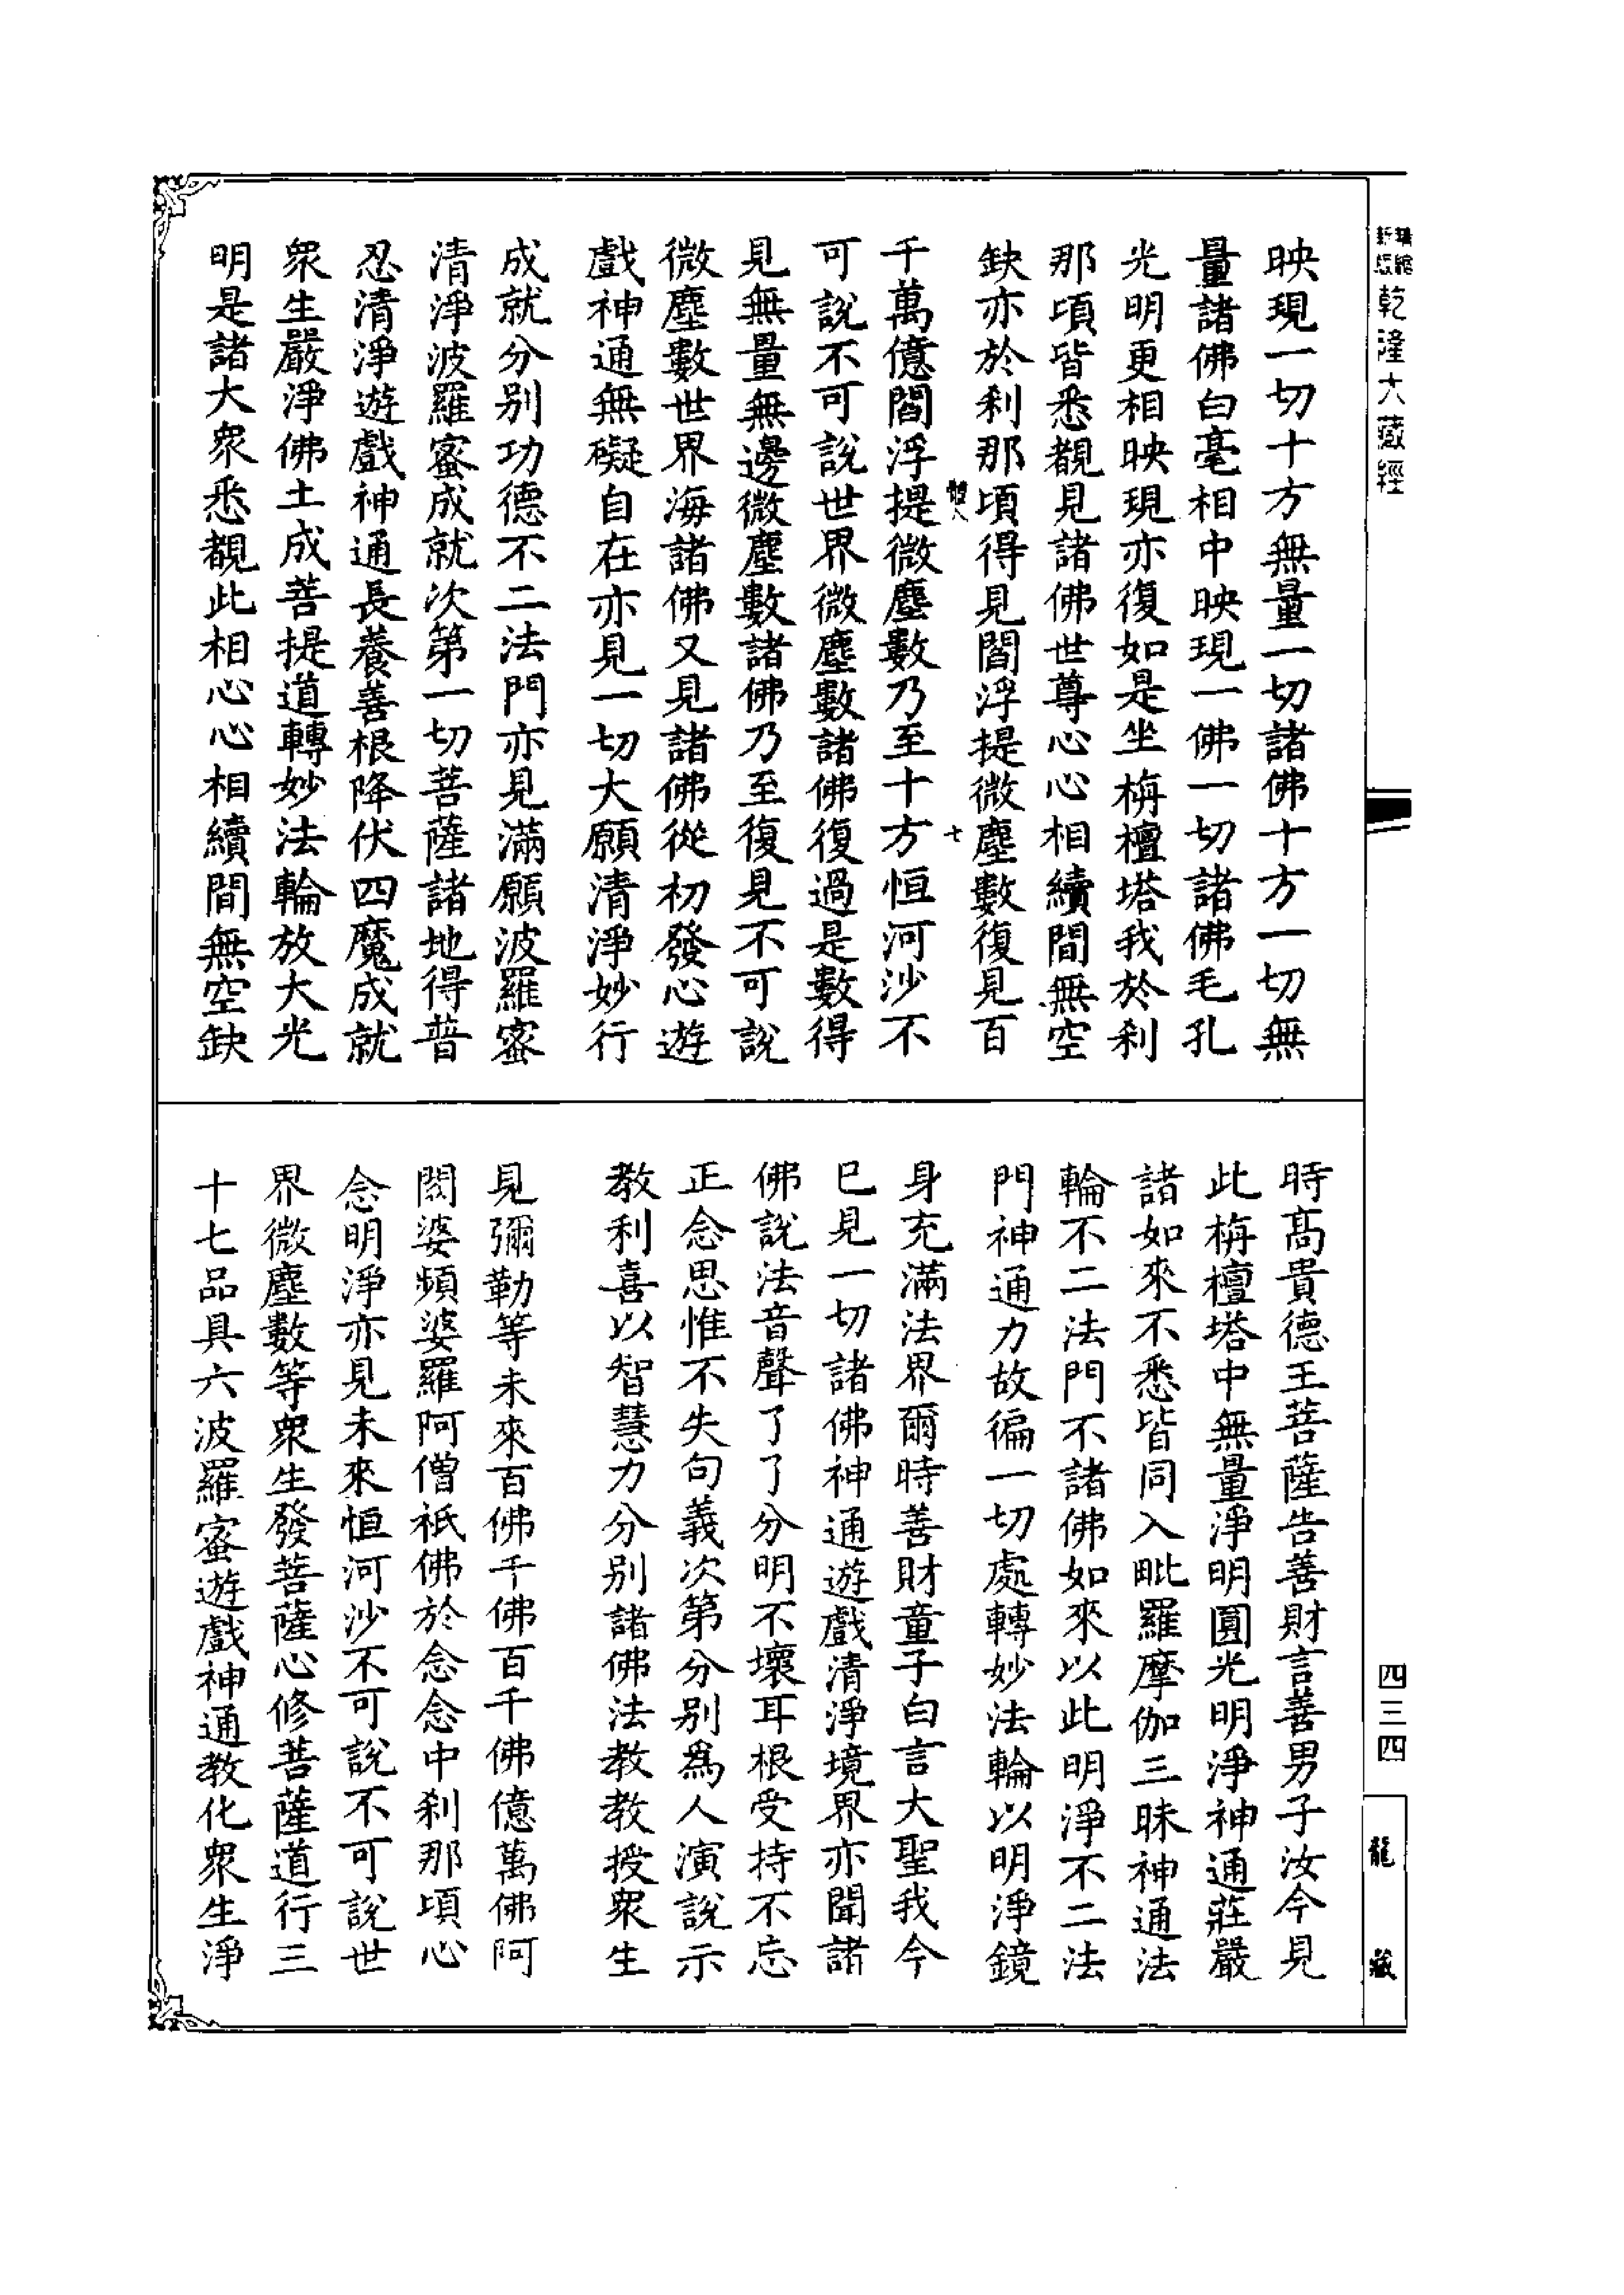 乾隆大藏經
映現一切十方無量一切諸佛十方一切無
量諸佛白毫相中映現一佛一切諸佛毛孔
光明更相映現亦復如是坐栴檀塔我於刹
那頃皆悉覩見諸佛世尊心心相續間無空
缺亦於刹那頃得見閻浮提微塵數復見百
千萬億閻浮提微塵數乃至十方恒河沙不
可說不可說世界微塵數諸佛復過是數得
見無量無邊微塵數諸佛乃至復見不可說
微塵數世界海諸佛又見諸佛從初發心遊
戲神通無礙自在亦見一切大願清淨妙行
成就分别功德不二法門亦見滿願波羅蜜
清淨波羅蜜成就次第一切菩薩諸地得普
忍清淨遊戲神通長養善根降伏四魔成就
衆生嚴淨佛土成菩提道轉妙法輪放大光
明是諸大衆悉覩此相心心相續間無空缺
時髙貴德王菩薩告善財言善男子汝今見
此栴檀塔中無量淨明圓光明淨神通莊嚴
諸如來不悉皆同入毗羅摩伽三昧神通法
輪不二法門不諸佛如來以此明淨不二法
門神通力故徧一切處轉妙法輪以明淨鏡
身充滿法界爾時善財童子白言大聖我今
已見一切諸佛神通遊戲清淨境界亦聞諸
佛說法音聲了了分明不壞耳根受持不忘
正念思惟不失句義次第分别爲人演說示
教利喜以智慧力分别諸佛法教教授衆生
見彌勒等未來百佛千佛百千佛億萬佛阿
閦婆頻婆羅阿僧祇佛於念念中刹那頃心
念明淨亦見未來恒河沙不可說不可說世
界微塵數等衆生發菩薩心修菩薩道行三
十七品具六波羅蜜遊戲神通教化衆生淨
四三四
龍藏
七